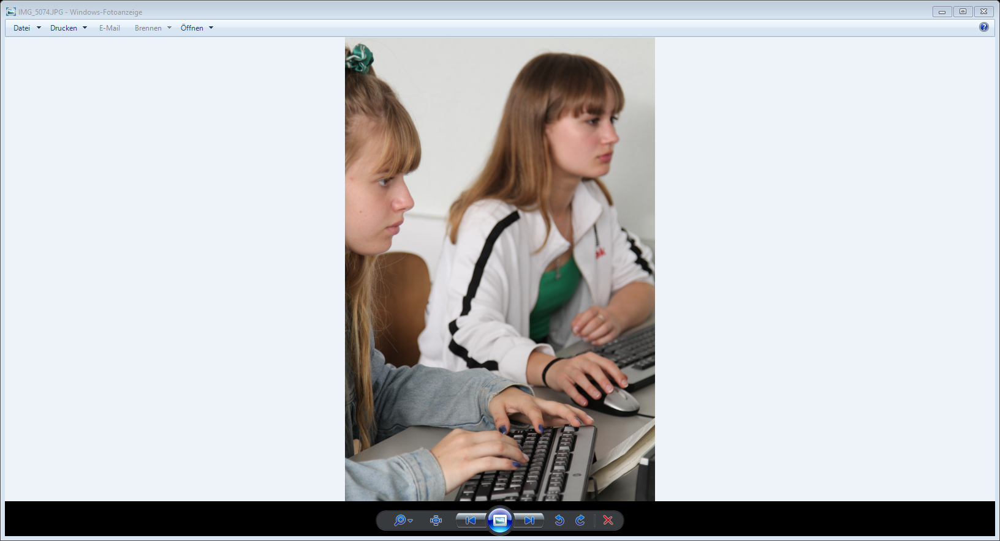 IMG_5074.JPG - Windows-Fotoanzeige
Datei Drucken E-Mail Brennen Öffnen